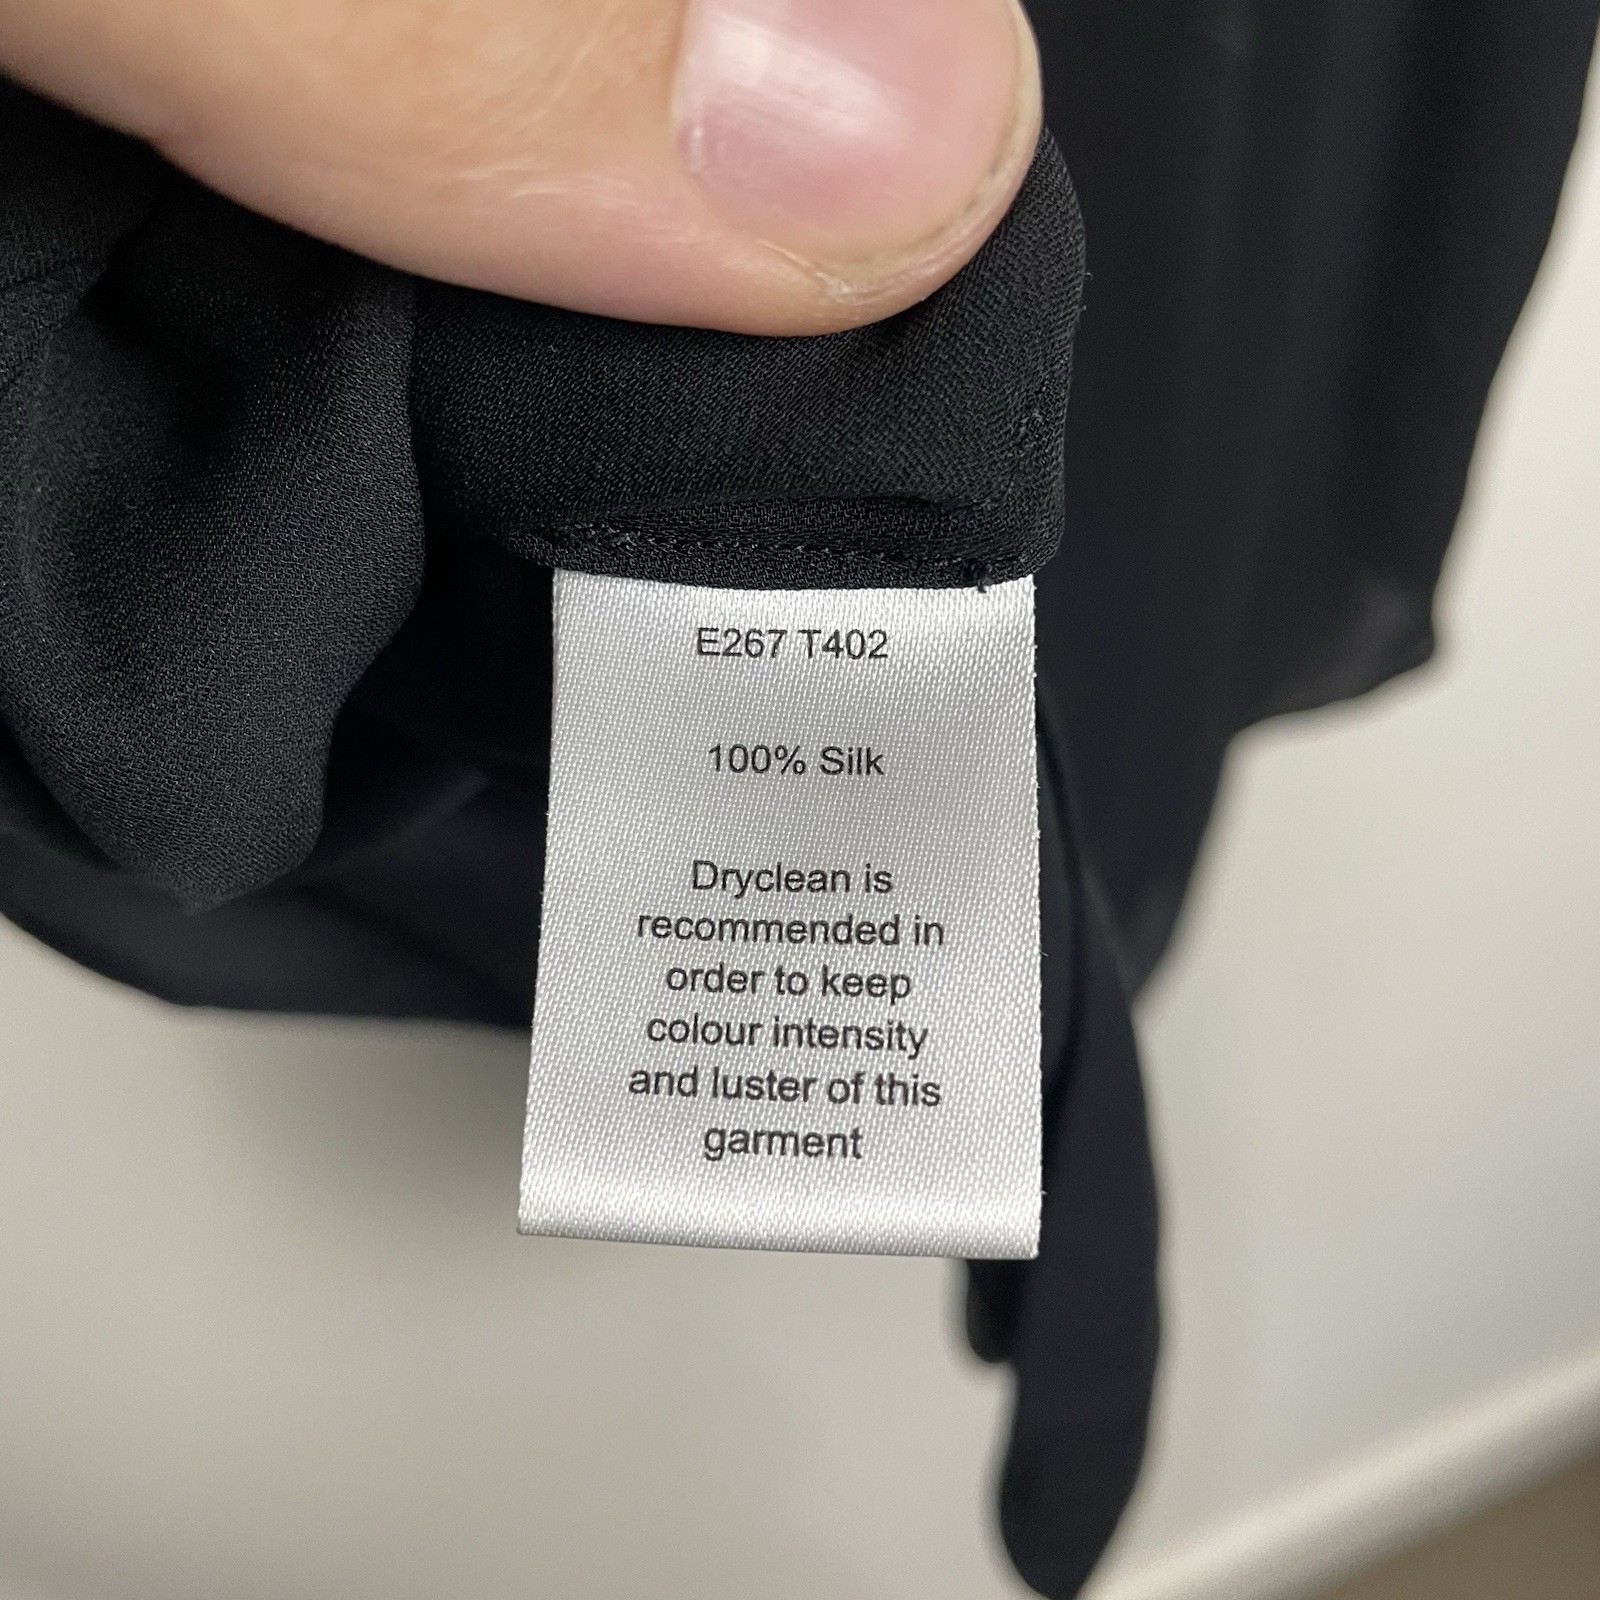 E267 T402
100% Silk
Dryclean is
recommended in
order to keep
colour intensity
and luster of this
garment